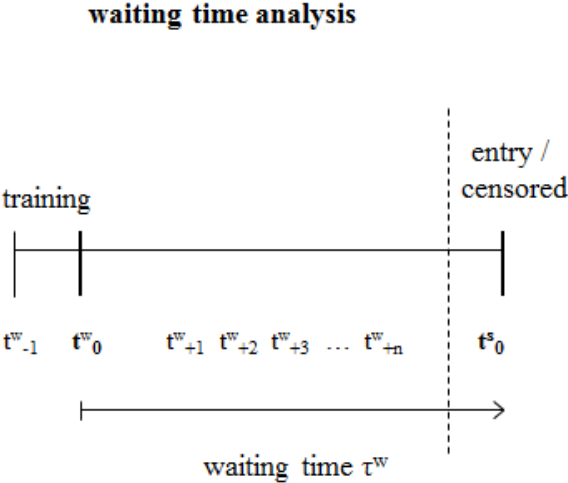 waiting time analysis
entry /
censored
training
tʷ₋₁ tʷ₀ tʷ₊₁ tʷ₊₂ tʷ₊₃ … tʷ₊ₙ tˢ₀
waiting time τʷ